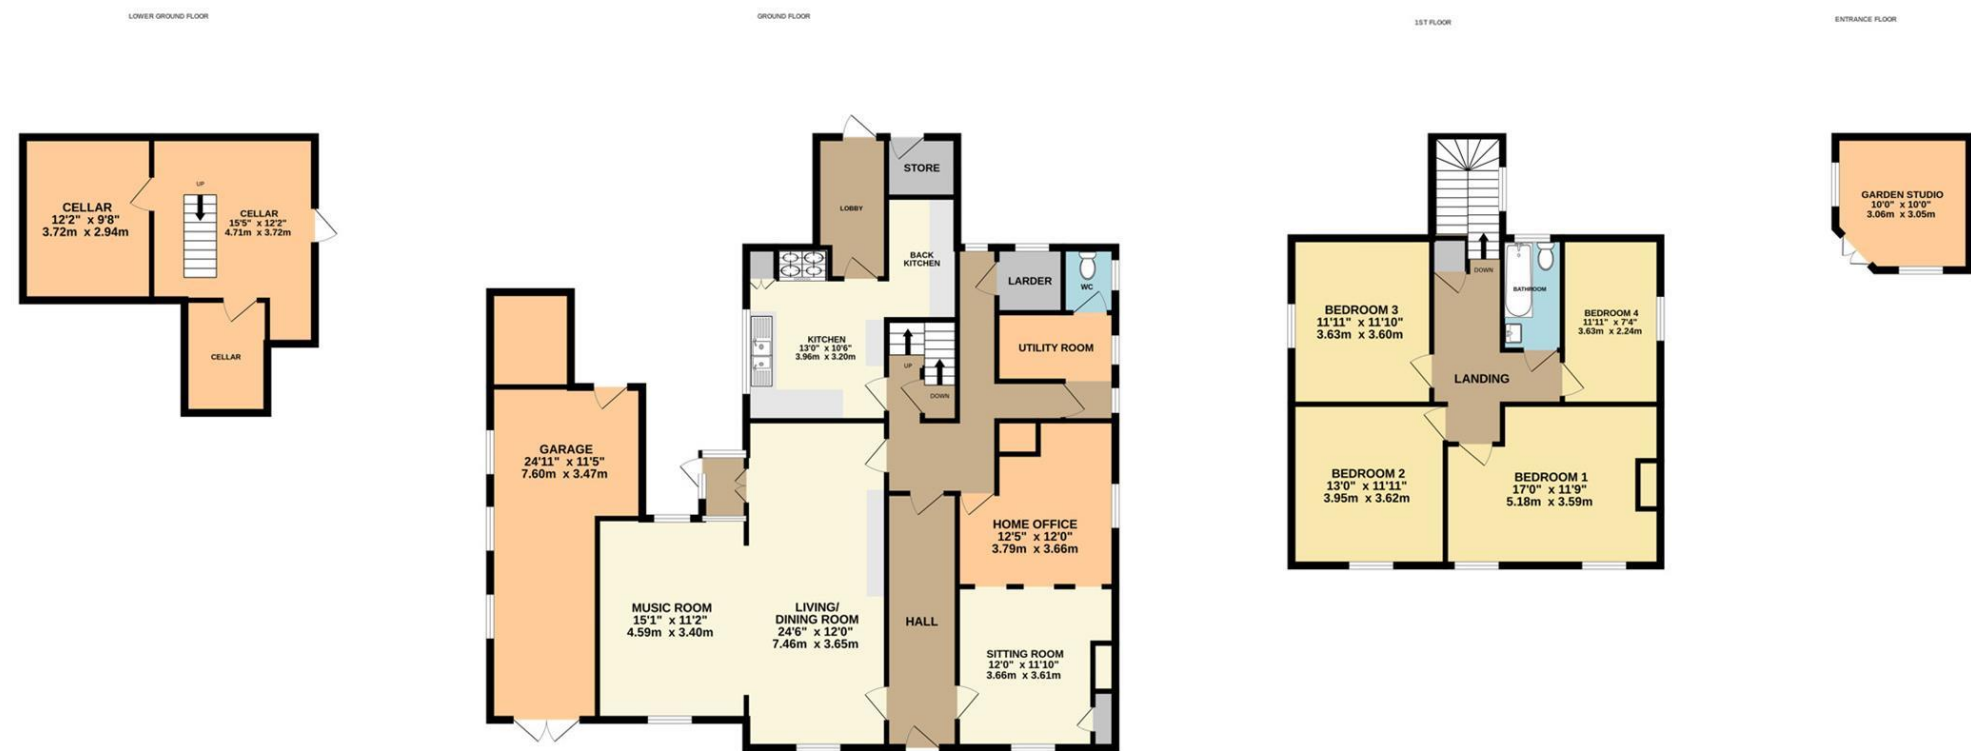 LOWER GROUND FLOOR
CELLAR
12'2" x 9'8"
3.72m x 2.94m
UP
CELLAR
15'5" x 12'2"
4.71m x 3.72m
CELLAR
GROUND FLOOR
STORE
LOBBY
BACK
KITCHEN
LARDER
WC
KITCHEN
13'0" x 10'6"
3.96m x 3.20m
UTILITY ROOM
UP
DOWN
GARAGE
24'11" x 11'5"
7.60m x 3.47m
HOME OFFICE
12'5" x 12'0"
3.79m x 3.66m
MUSIC ROOM
15'1" x 11'2"
4.59m x 3.40m
LIVING/
DINING ROOM
24'6" x 12'0"
7.46m x 3.65m
HALL
SITTING ROOM
12'0" x 11'10"
3.66m x 3.61m
1ST FLOOR
DOWN
BATHROOM
BEDROOM 3
11'11" x 11'10"
3.63m x 3.60m
BEDROOM 4
11'11" x 7'4"
3.63m x 2.24m
LANDING
BEDROOM 2
13'0" x 11'11"
3.95m x 3.62m
BEDROOM 1
17'0" x 11'9"
5.18m x 3.59m
ENTRANCE FLOOR
GARDEN STUDIO
10'0" x 10'0"
3.06m x 3.05m